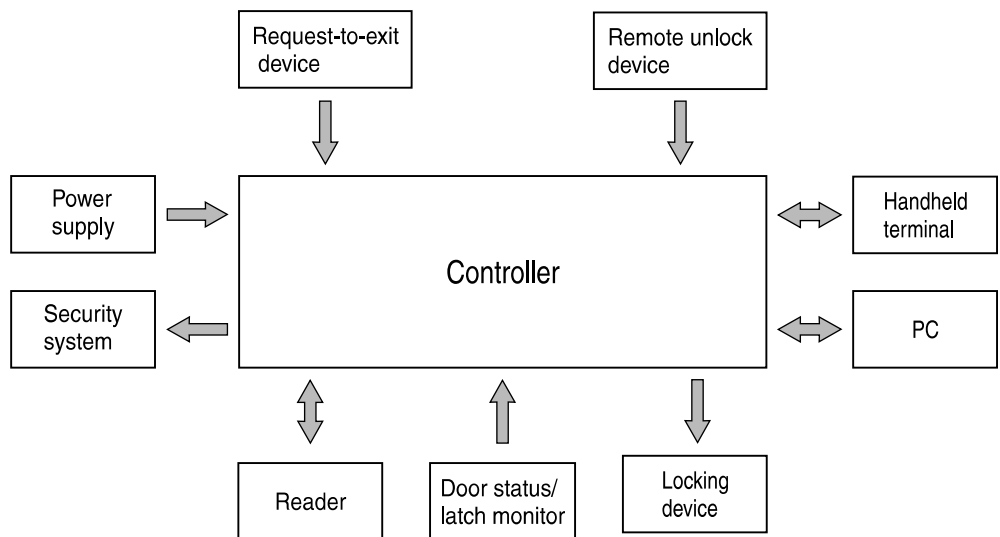 Request-to-exit
device
Remote unlock
device
Power
supply
Controller
Handheld
terminal
Security
system
PC
Reader
Door status/
latch monitor
Locking
device